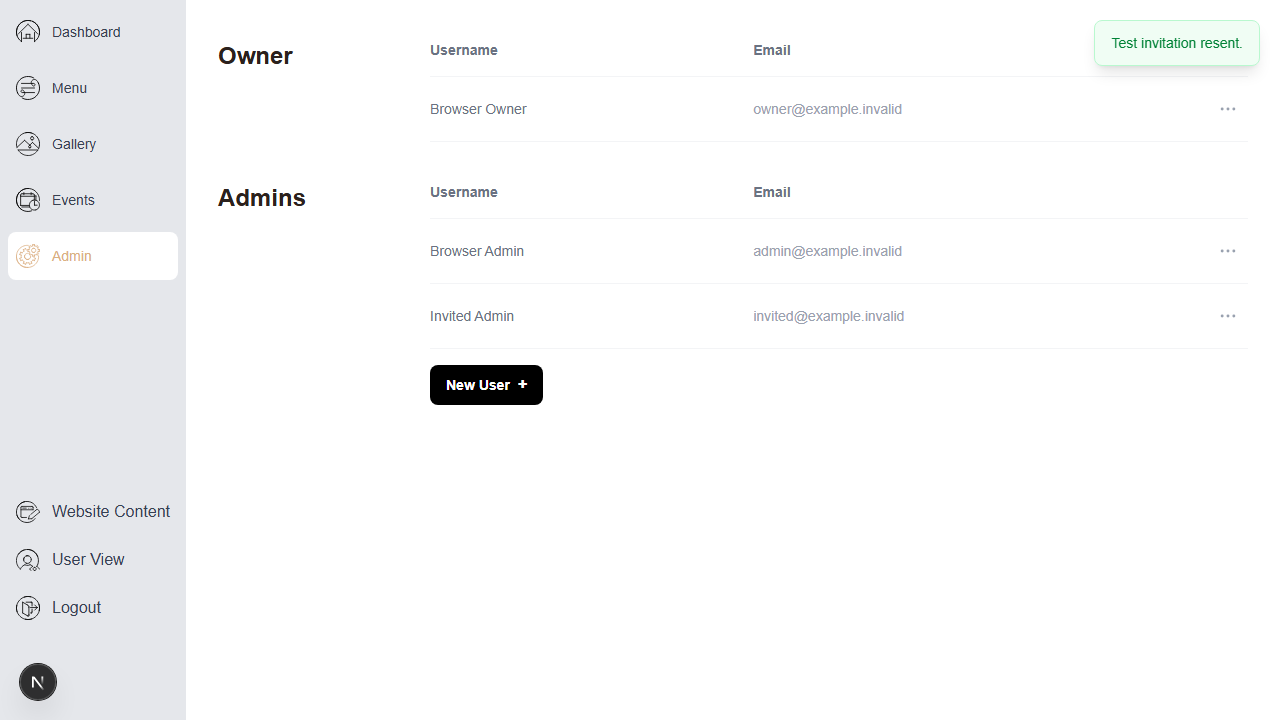 Dashboard
Menu
Gallery
Events
Admin
Website Content
User View
Logout
N
Owner
Username Email
Browser Owner owner@example.invalid
Admins
Username Email
Browser Admin admin@example.invalid
Invited Admin invited@example.invalid
New User +
Test invitation resent.